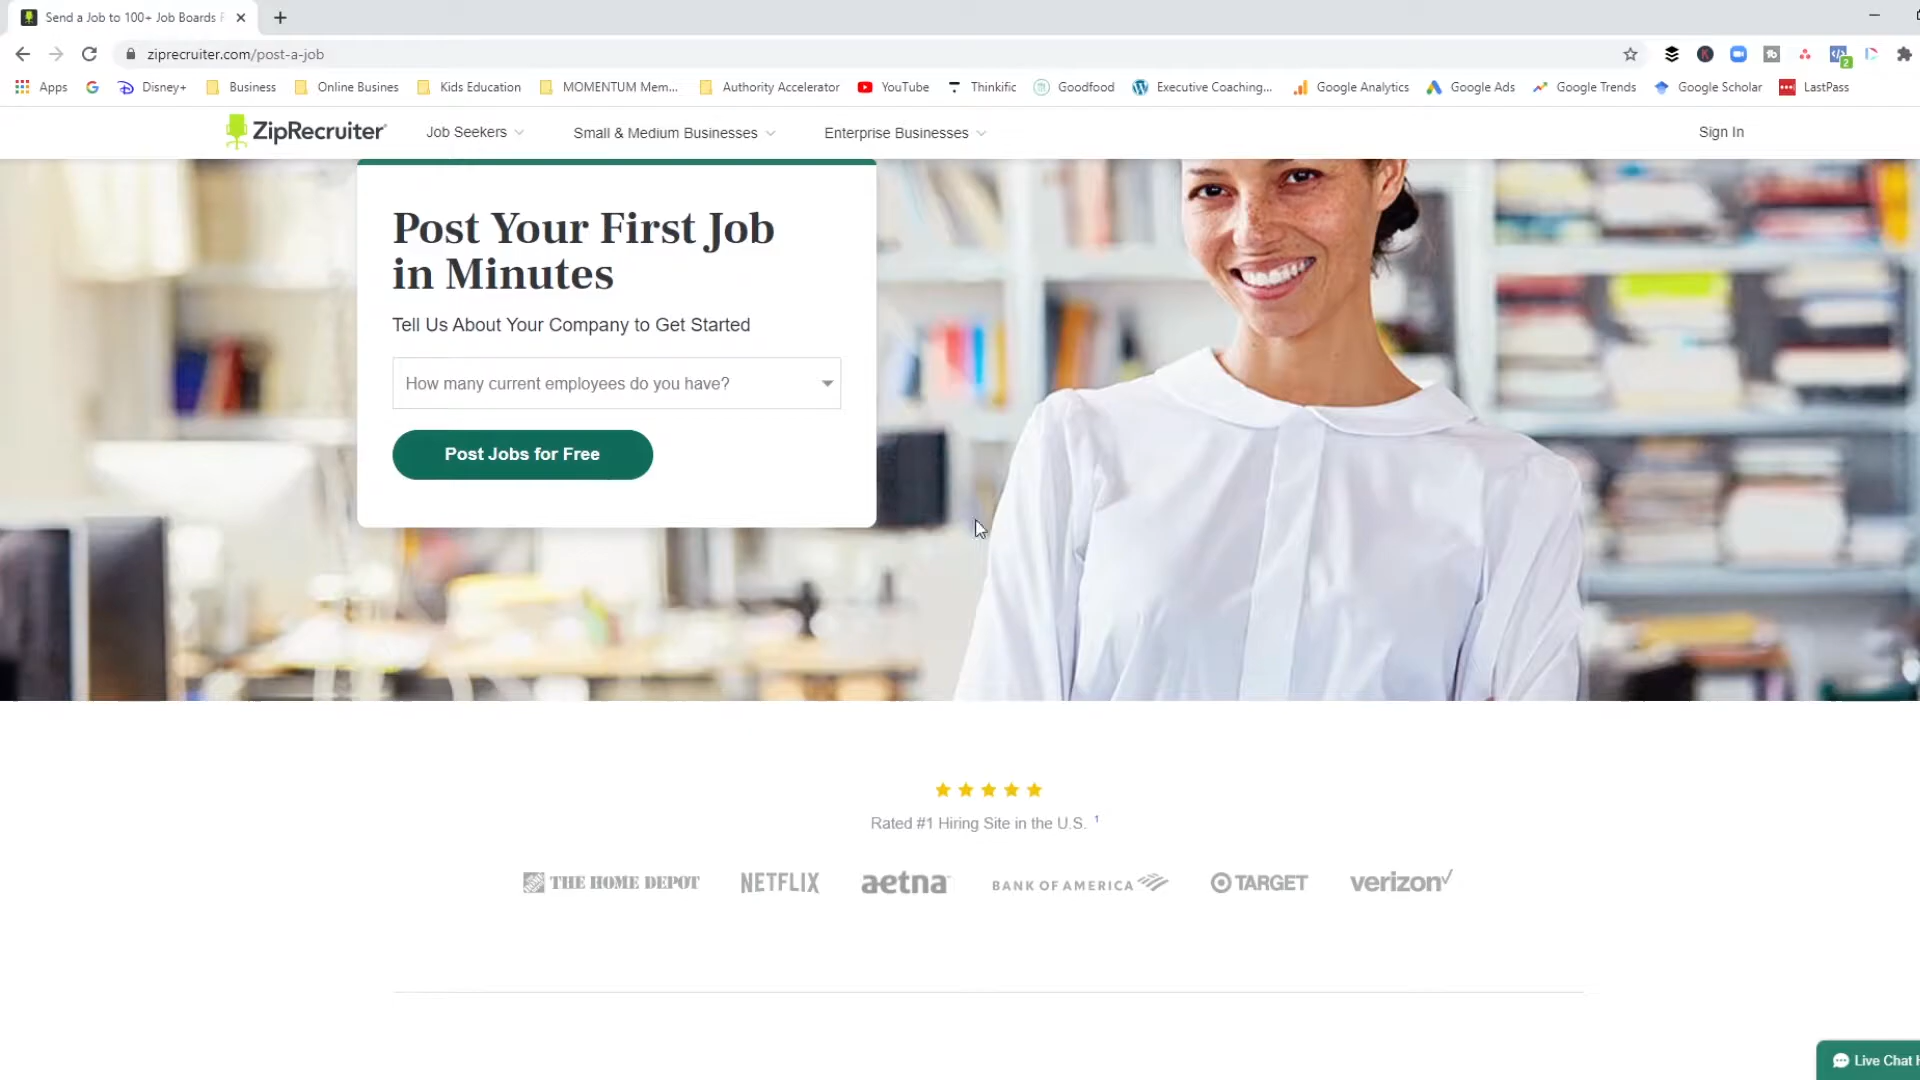 Send a Job to 100+ Job Boards
ziprecruiter.com/post-a-job
2
Apps
Disney+
Business
Online Busines
Kids Education
MOMENTUM Mem...
Authority Accelerator
YouTube
Thinkific
Goodfood
Executive Coaching...
Google Analytics
Google Ads
Google Trends
Google Scholar
LastPass
ZipRecruiter
Job Seekers
Small & Medium Businesses
Enterprise Businesses
Sign In
Post Your First Job
in Minutes
Tell Us About Your Company to Get Started
How many current employees do you have?
Post Jobs for Free
Rated #1 Hiring Site in the U.S. 1
THE HOME DEPOT
NETFLIX
aetna
BANK OF AMERICA
TARGET
verizon✓
Live Chat